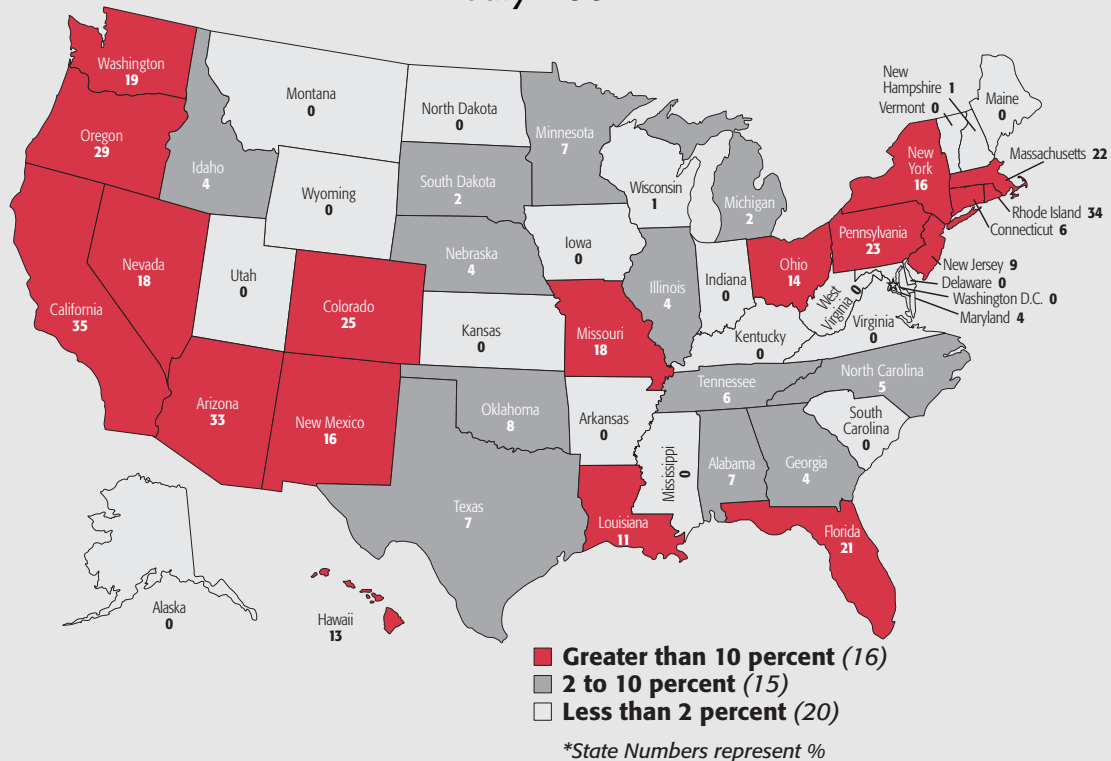 Washington
19
Montana
0
North Dakota
0
Minnesota
7
New
Hampshire 1
Vermont 0
Maine
0
Oregon
29
Idaho
4
Wyoming
0
South Dakota
2
Wisconsin
1
Michigan
2
New
York
16
Massachusetts 22
Rhode Island 34
Connecticut 6
Nevada
18
Utah
0
Nebraska
4
Iowa
0
Illinois
4
Indiana
0
Ohio
14
Pennsylvania
23
New Jersey 9
Delaware 0
Washington D.C. 0
Maryland 4
California
35
Colorado
25
Kansas
0
Missouri
18
Kentucky
0
West
Virginia 0
Virginia
0
Arizona
33
New Mexico
16
Oklahoma
8
Arkansas
0
Tennessee
6
North Carolina
5
South
Carolina
0
Texas
7
Louisiana
11
Mississippi 0
Alabama
7
Georgia
4
Florida
21
Alaska
0
Hawaii
13
Greater than 10 percent (16)
2 to 10 percent (15)
Less than 2 percent (20)
*State Numbers represent %